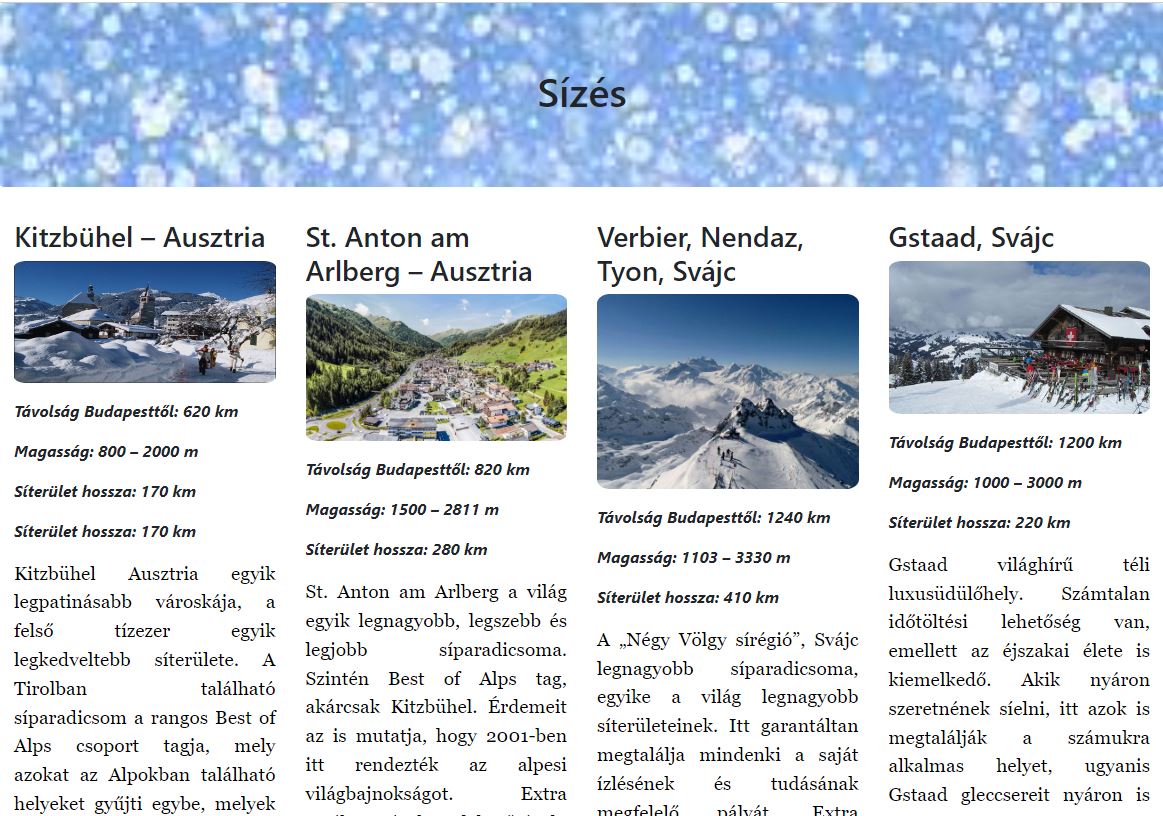 Sízés
Kitzbühel – Ausztria
Távolság Budapesttől: 620 km
Magasság: 800 – 2000 m
Síterület hossza: 170 km
Síterület hossza: 170 km
Kitzbühel Ausztria egyik
legpatinásabb városkája, a
felső tízezer egyik
legkedveltebb síterülete. A
Tirolban található
síparadicsom a rangos Best of
Alps csoport tagja, mely
azokat az Alpokban található
helyeket gyűjti egybe, melyek
St. Anton am
Arlberg – Ausztria
Távolság Budapesttől: 820 km
Magasság: 1500 – 2811 m
Síterület hossza: 280 km
St. Anton am Arlberg a világ
egyik legnagyobb, legszebb és
legjobb síparadicsoma.
Szintén Best of Alps tag,
akárcsak Kitzbühel. Érdemeit
az is mutatja, hogy 2001-ben
itt rendezték az alpesi
világbajnokságot. Extra
Verbier, Nendaz,
Tyon, Svájc
Távolság Budapesttől: 1240 km
Magasság: 1103 – 3330 m
Síterület hossza: 410 km
A „Négy Völgy sírégió”, Svájc
legnagyobb síparadicsoma,
egyike a világ legnagyobb
síterületeinek. Itt garantáltan
megtalálja mindenki a saját
ízlésének és tudásának
megfelelő pályát. Extra
Gstaad, Svájc
Távolság Budapesttől: 1200 km
Magasság: 1000 – 3000 m
Síterület hossza: 220 km
Gstaad világhírű téli
luxusüdülőhely. Számtalan
időtöltési lehetőség van,
emellett az éjszakai élete is
kiemelkedő. Akik nyáron
szeretnének síelni, itt azok is
megtalálják a számukra
alkalmas helyet, ugyanis
Gstaad gleccsereit nyáron is